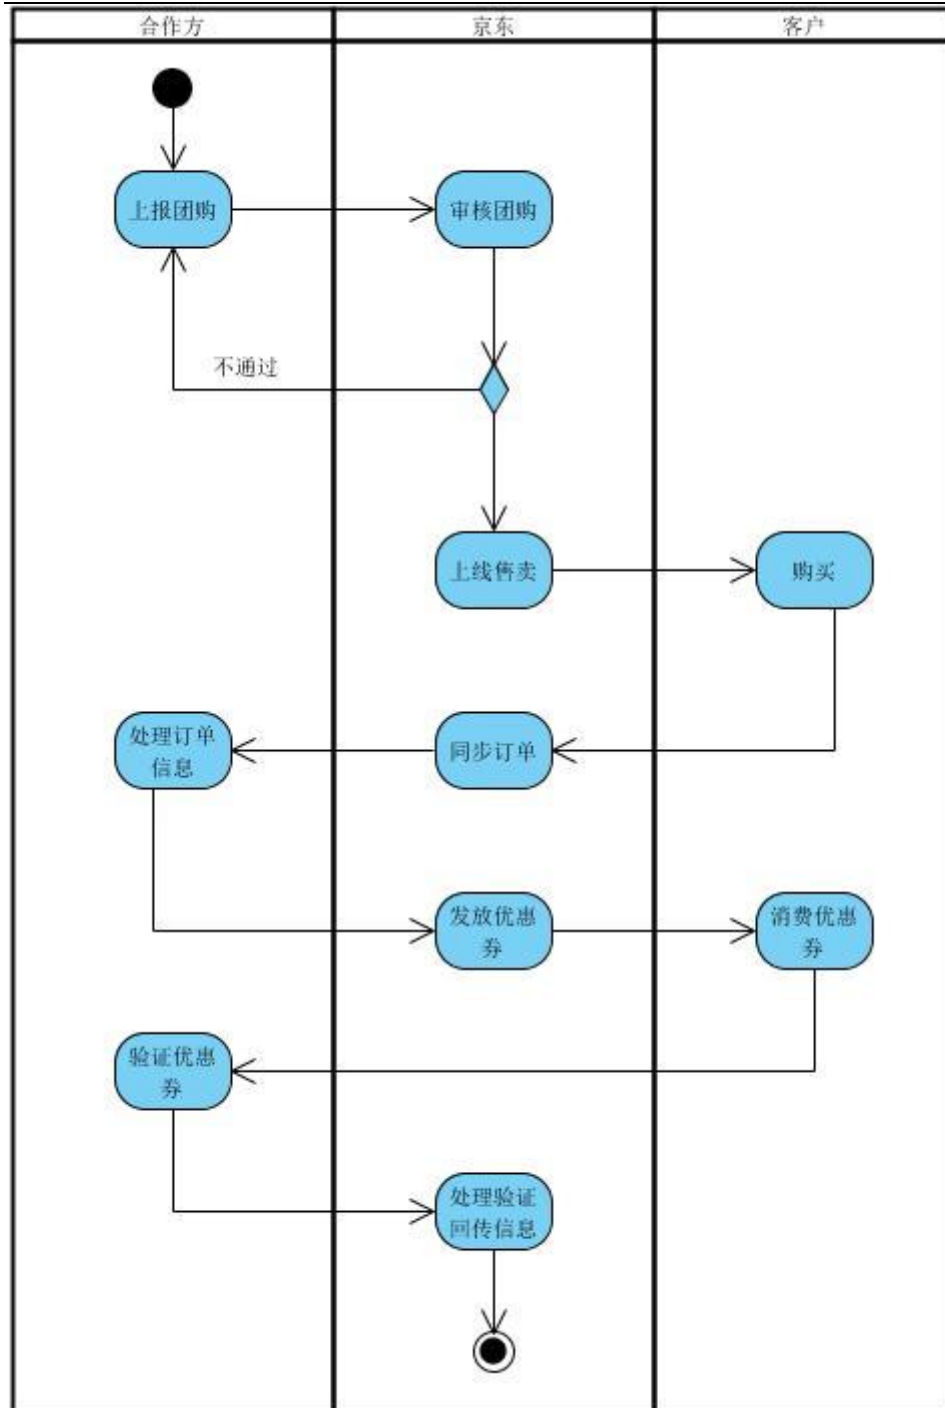 合作方
京东
客户
上报团购
审核团购
不通过
上线售卖
购买
处理订单
信息
同步订单
发放优惠
券
消费优惠
券
验证优惠
券
处理验证
回传信息